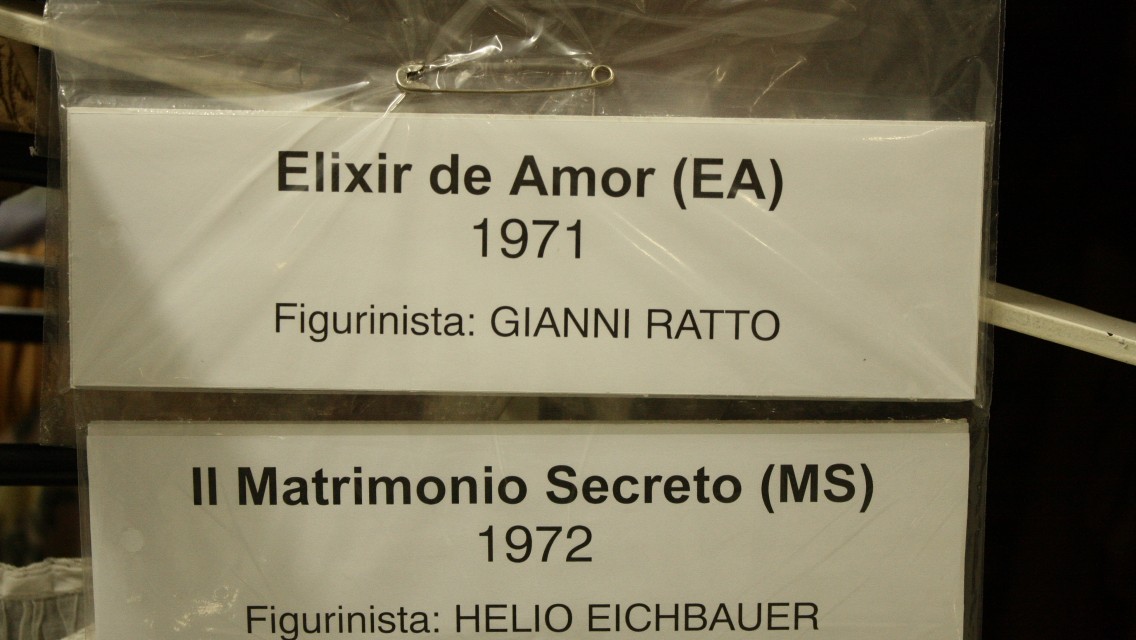 Elixir de Amor (EA)
1971
Figurinista: GIANNI RATTO
Il Matrimonio Secreto (MS)
1972
Figurinista: HELIO EICHBAUER